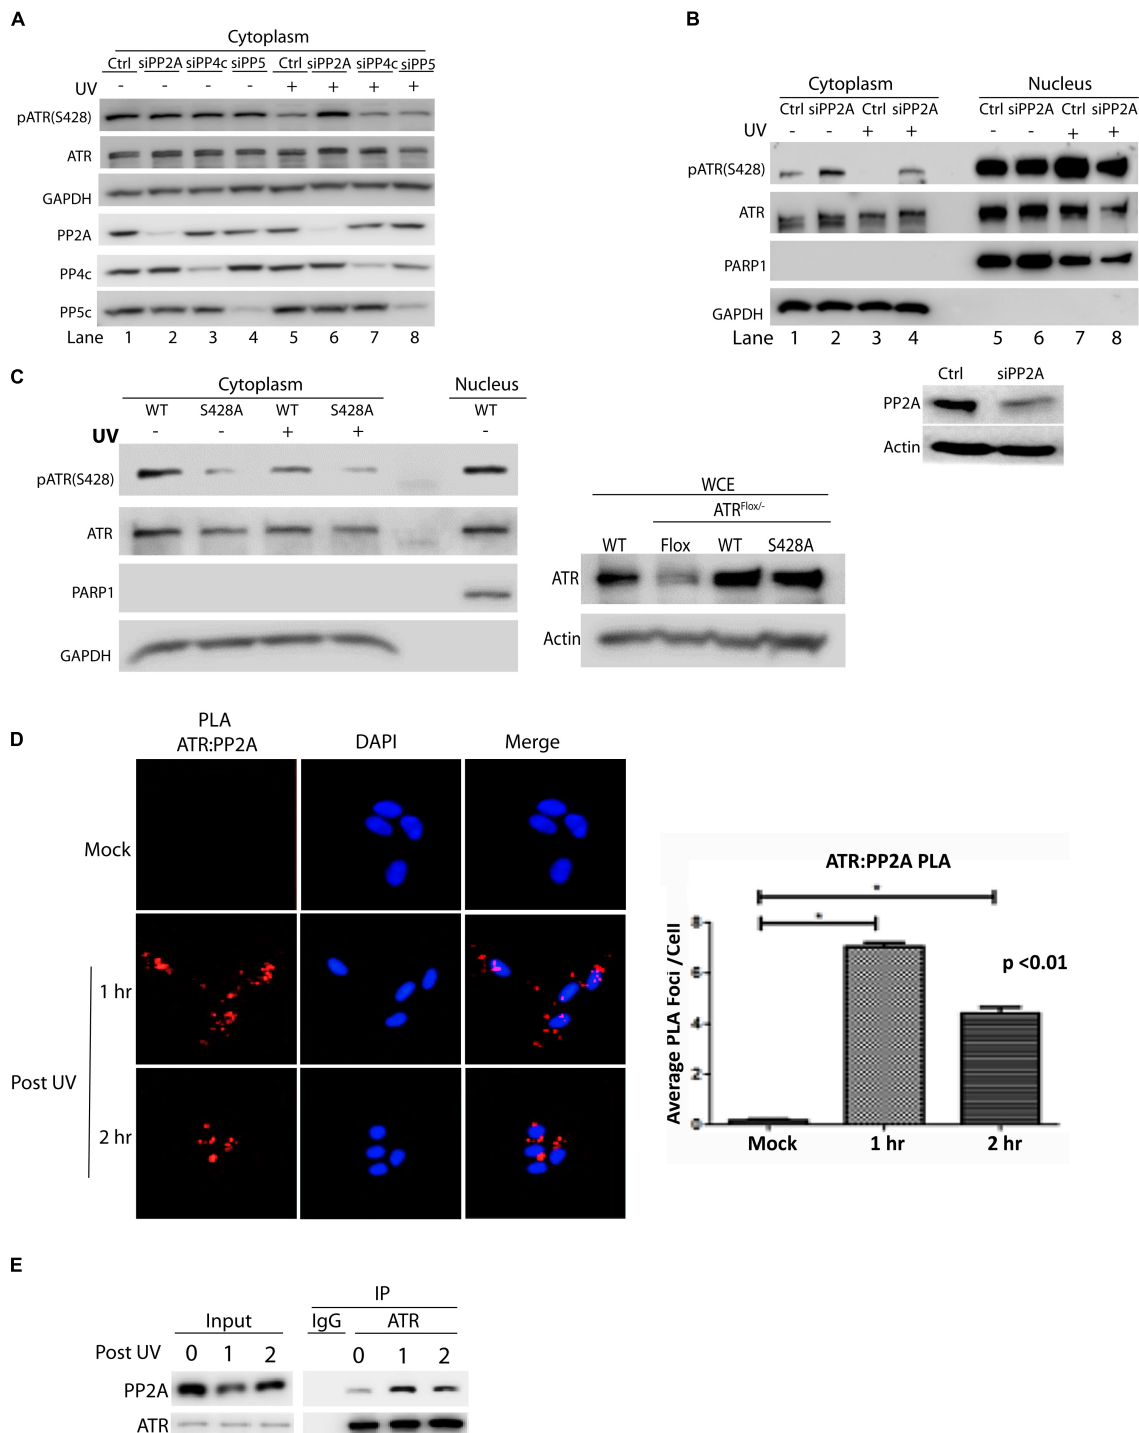 A
Cytoplasm
Ctrl siPP2A siPP4c siPP5 Ctrl siPP2A siPP4c siPP5
UV - - - - + + + +
pATR(S428)
ATR
GAPDH
PP2A
PP4c
PP5c
Lane 1 2 3 4 5 6 7 8
B
Cytoplasm Nucleus
Ctrl siPP2A Ctrl siPP2A Ctrl siPP2A Ctrl siPP2A
UV - - + + - - + +
pATR(S428)
ATR
PARP1
GAPDH
Lane 1 2 3 4 5 6 7 8
Ctrl siPP2A
PP2A
Actin
C
Cytoplasm Nucleus
WT S428A WT S428A WT
UV - - + + -
pATR(S428)
ATR
PARP1
GAPDH
WCE
ATRFlox/-
WT Flox WT S428A
ATR
Actin
D
PLA
ATR:PP2A DAPI Merge
Mock
1 hr
Post UV
2 hr
ATR:PP2A PLA
* 
*
p <0.01
Average PLA Foci /Cell
8
6
4
2
0
Mock 1 hr 2 hr
E
IP
Input IgG ATR
Post UV 0 1 2 0 1 2
PP2A
ATR